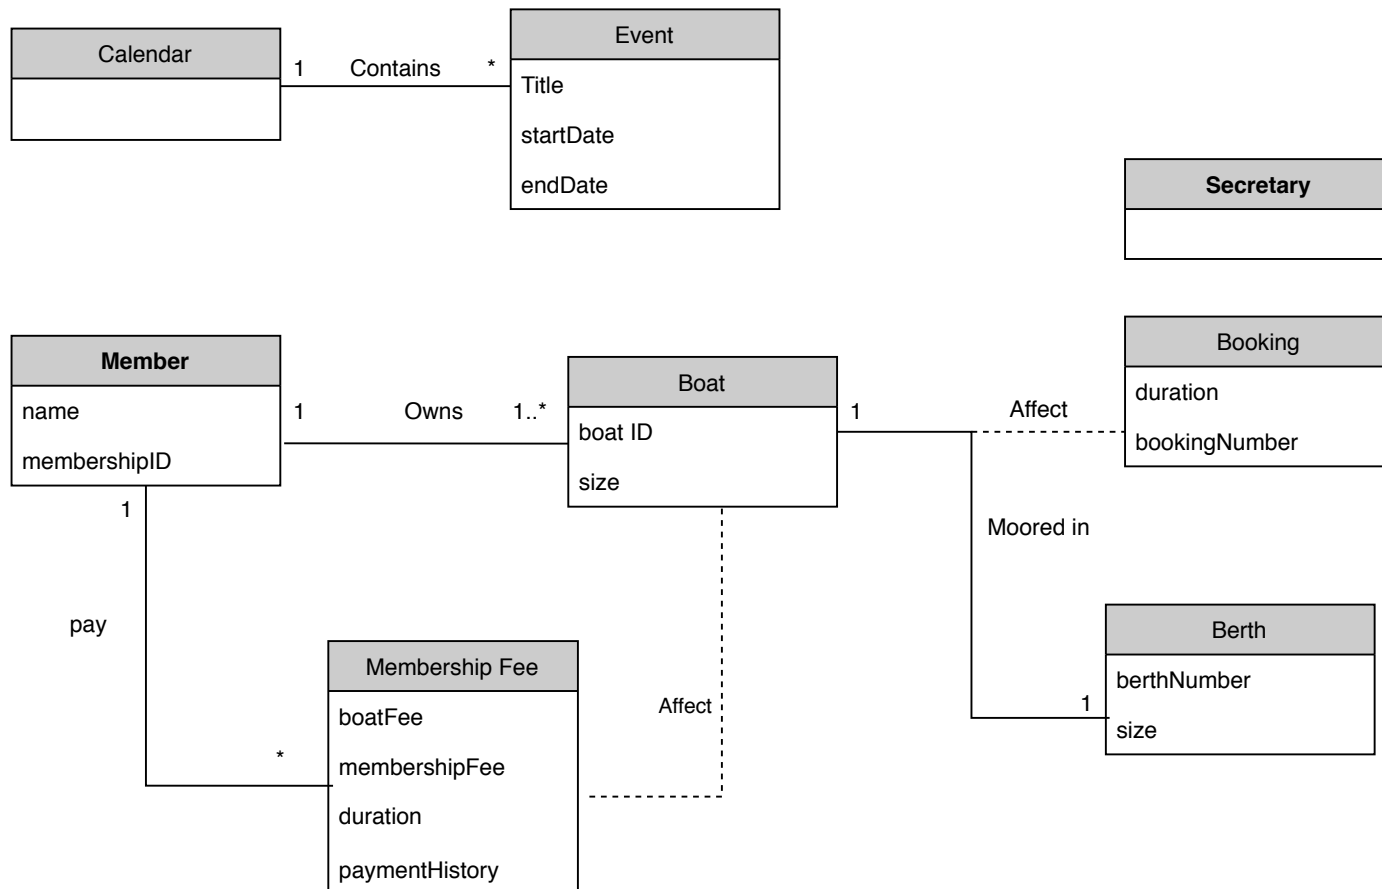 Calendar
1 Contains *
Event
Title
startDate
endDate
Secretary
Member
name
membershipID
1 Owns 1..*
Boat
boat ID
size
1 Affect
Booking
duration
bookingNumber
Moored in
1
pay
*
Membership Fee
boatFee
membershipFee
duration
paymentHistory
Affect
1
Berth
berthNumber
size